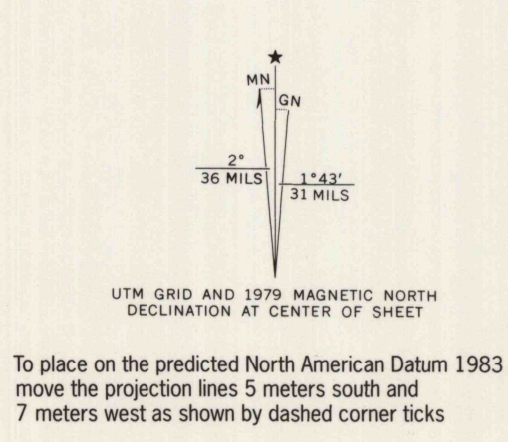 ★
MN
GN
2°
36 MILS
1°43′
31 MILS
UTM GRID AND 1979 MAGNETIC NORTH
DECLINATION AT CENTER OF SHEET
To place on the predicted North American Datum 1983
move the projection lines 5 meters south and
7 meters west as shown by dashed corner ticks